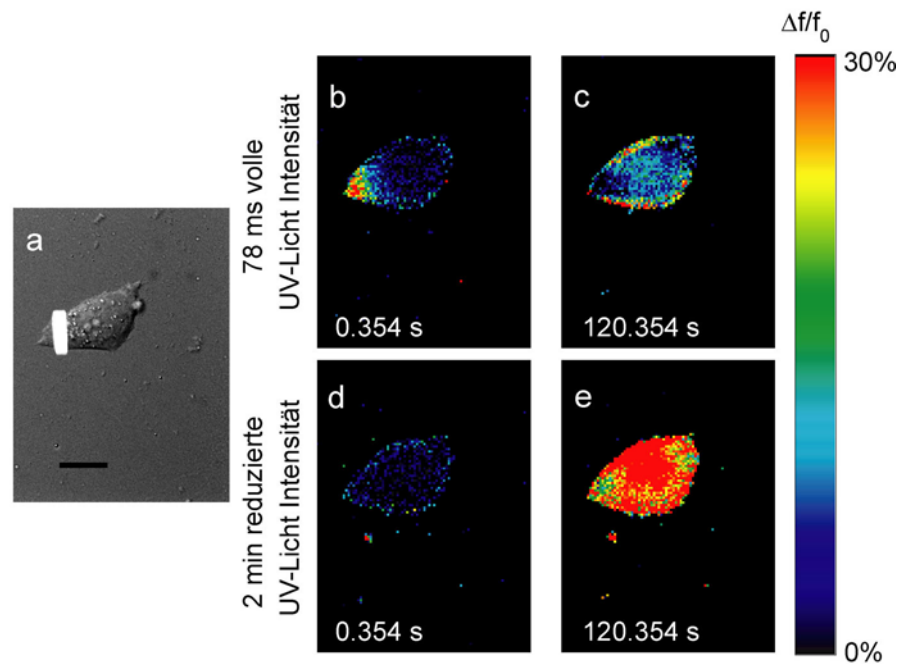 Δf/f0
30%
0%
a
78 ms volle
UV-Licht Intensität
b
0.354 s
c
120.354 s
2 min reduzierte
UV-Licht Intensität
d
0.354 s
e
120.354 s